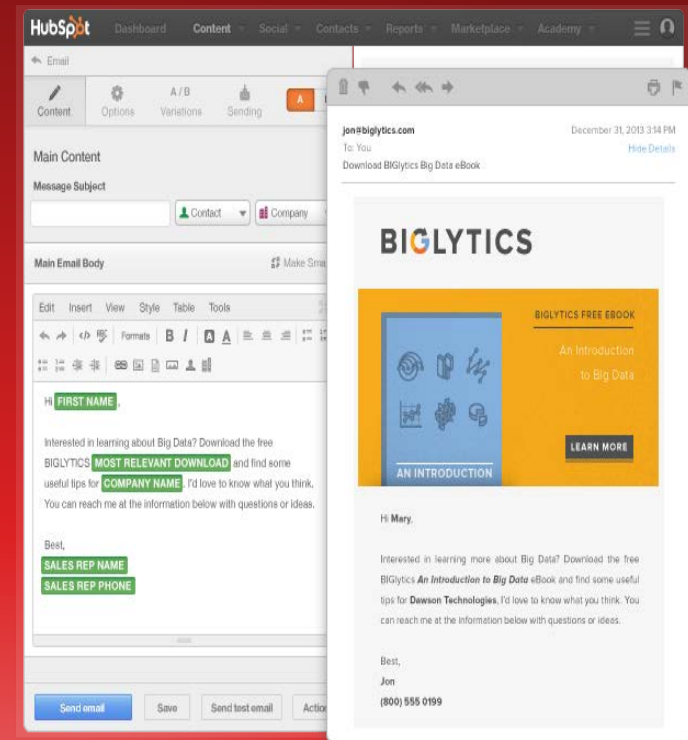 HubSpot Dashboard Content Social Contacts Reports Marketplace Academy
Email
Content Options A/B Variations Sending A
Main Content
Message Subject
Contact Company
Main Email Body
Edit Insert View Style Table Tools
Formats B I A A
Hi FIRST NAME,
Interested in learning about Big Data? Download the free
BIGLYTICS MOST RELEVANT DOWNLOAD and find some
useful tips for COMPANY NAME. I'd love to know what you think.
You can reach me at the information below with questions or ideas.
Best,
SALES REP NAME
SALES REP PHONE
Send email Save Send test email
jon@biglytics.com December 31, 2013 3:14 PM
To: You Hide Details
Download BIGlytics Big Data eBook
BIGLYTICS
BIGLYTICS FREE EBOOK
An Introduction
to Big Data
LEARN MORE
AN INTRODUCTION
Hi Mary,
Interested in learning more about Big Data? Download the free
BIGlytics An Introduction to Big Data eBook and find some useful
tips for Dawson Technologies, I'd love to know what you think. You
can reach me at the information below with questions or ideas.
Best,
Jon
(800) 555 0199